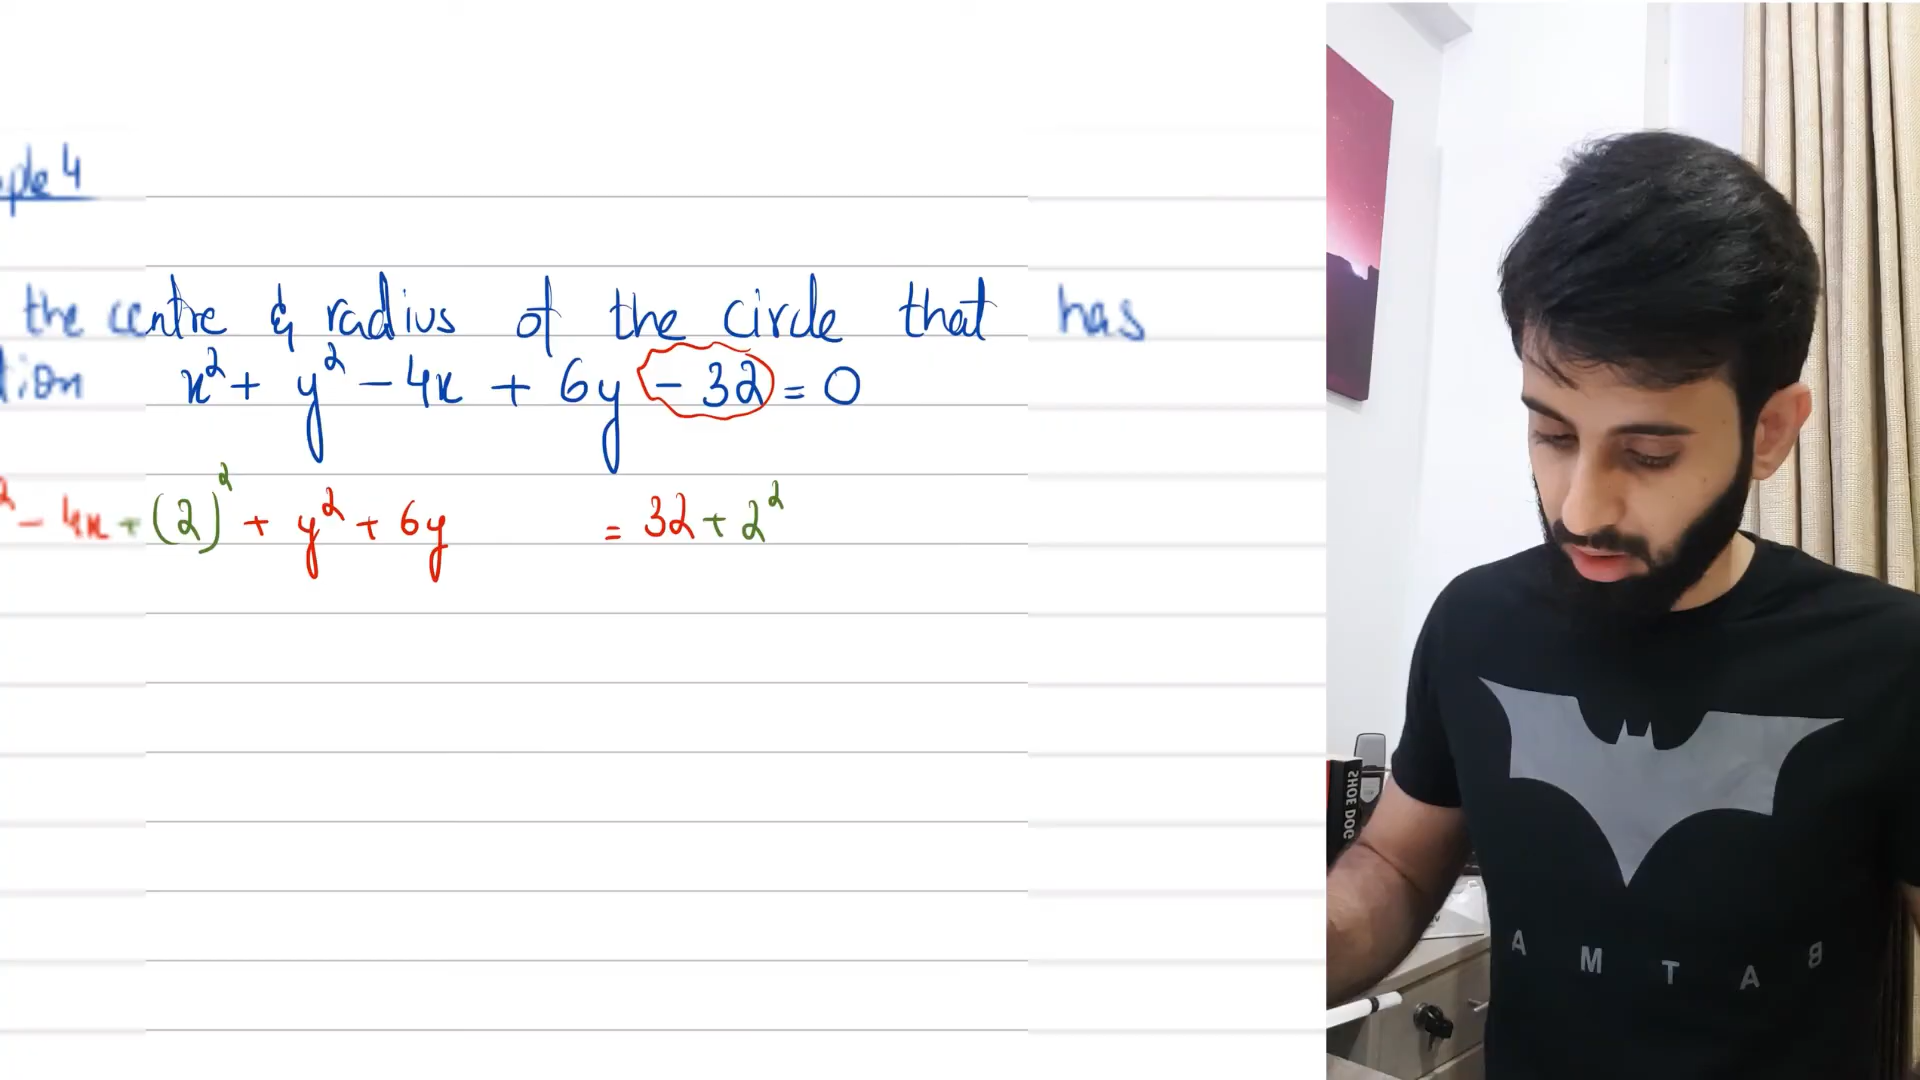 ple 4
the centre & radius of the circle that has
tion x² + y² - 4x + 6y - 32 = 0
² - 4x + (2)² + y² + 6y = 32 + 2²
SHOE DOG
A M T A B